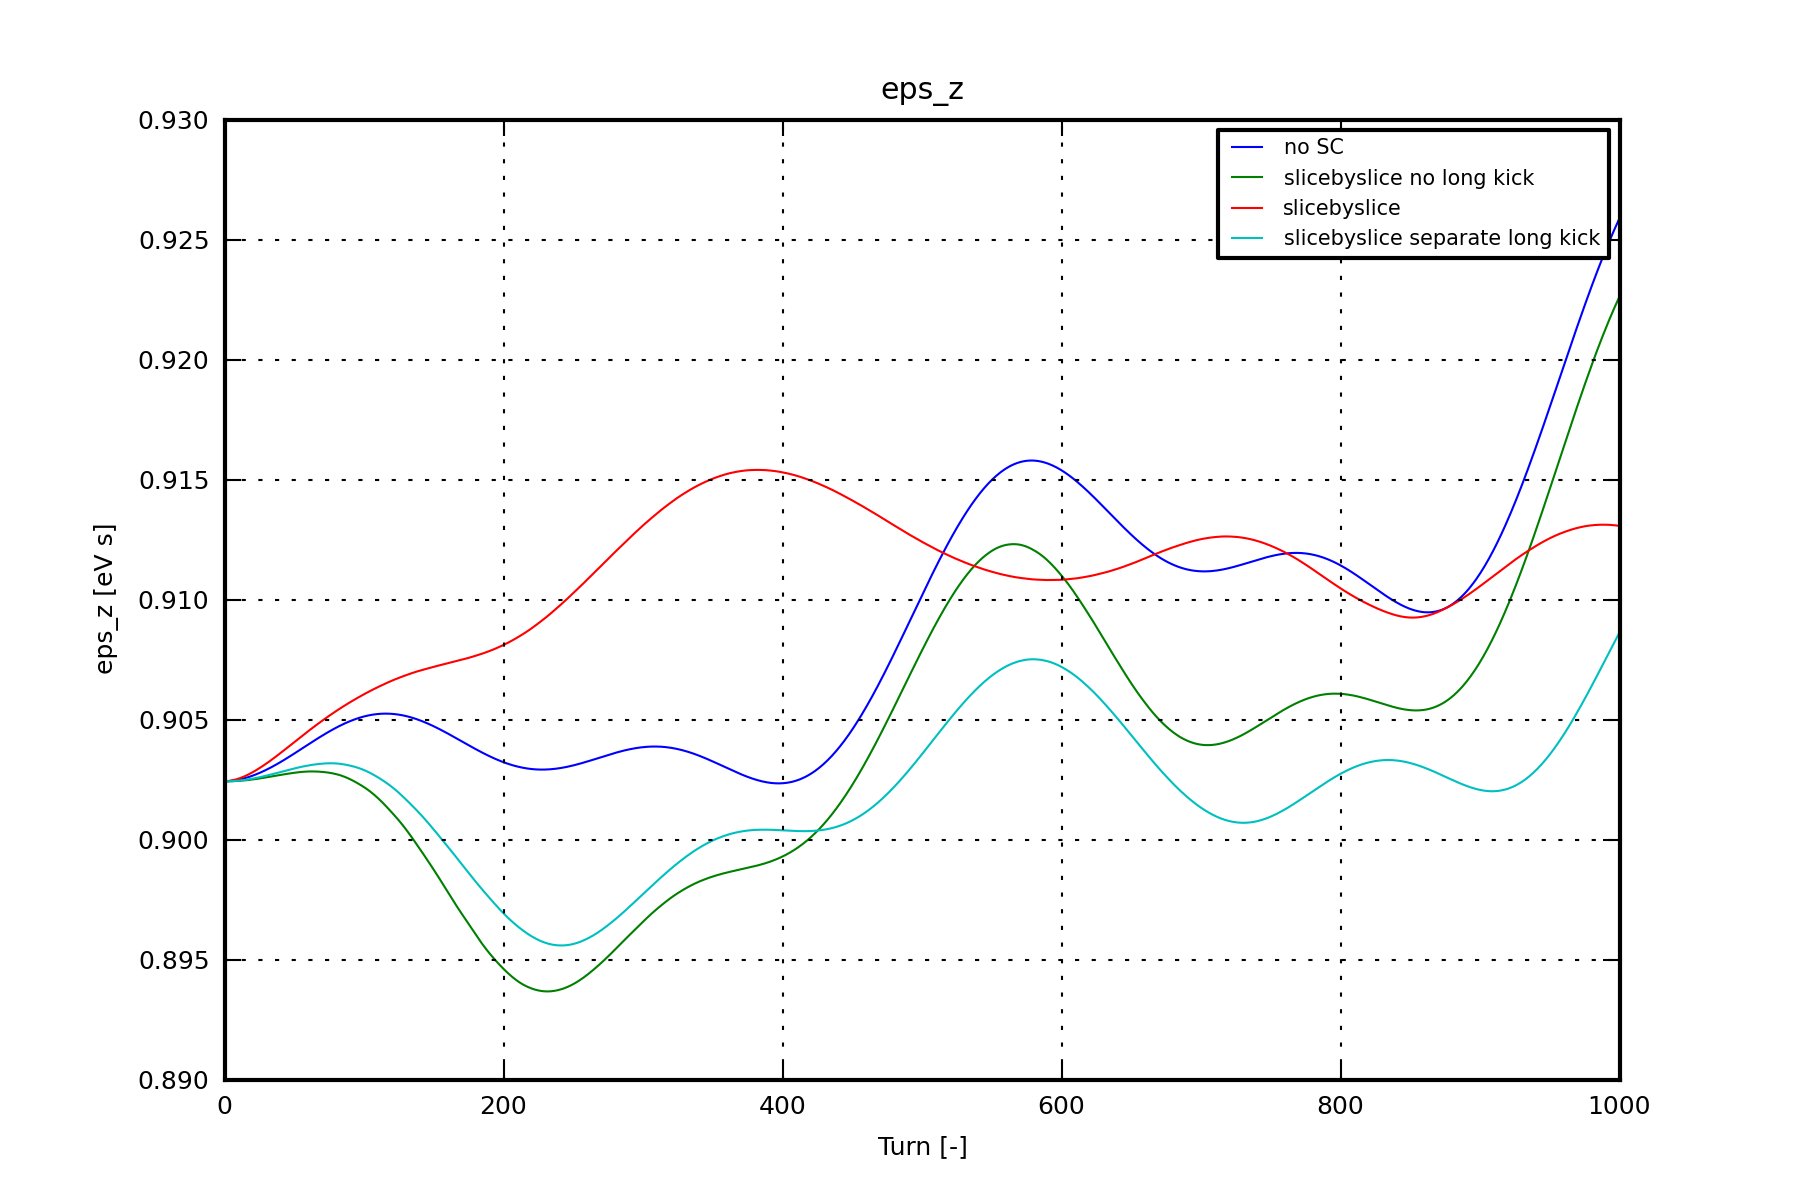 eps_z
0.930
0.925
0.920
0.915
0.910
0.905
0.900
0.895
0.890
eps_z [eV s]
no SC
slicebyslice no long kick
slicebyslice
slicebyslice separate long kick
0 200 400 600 800 1000
Turn [-]